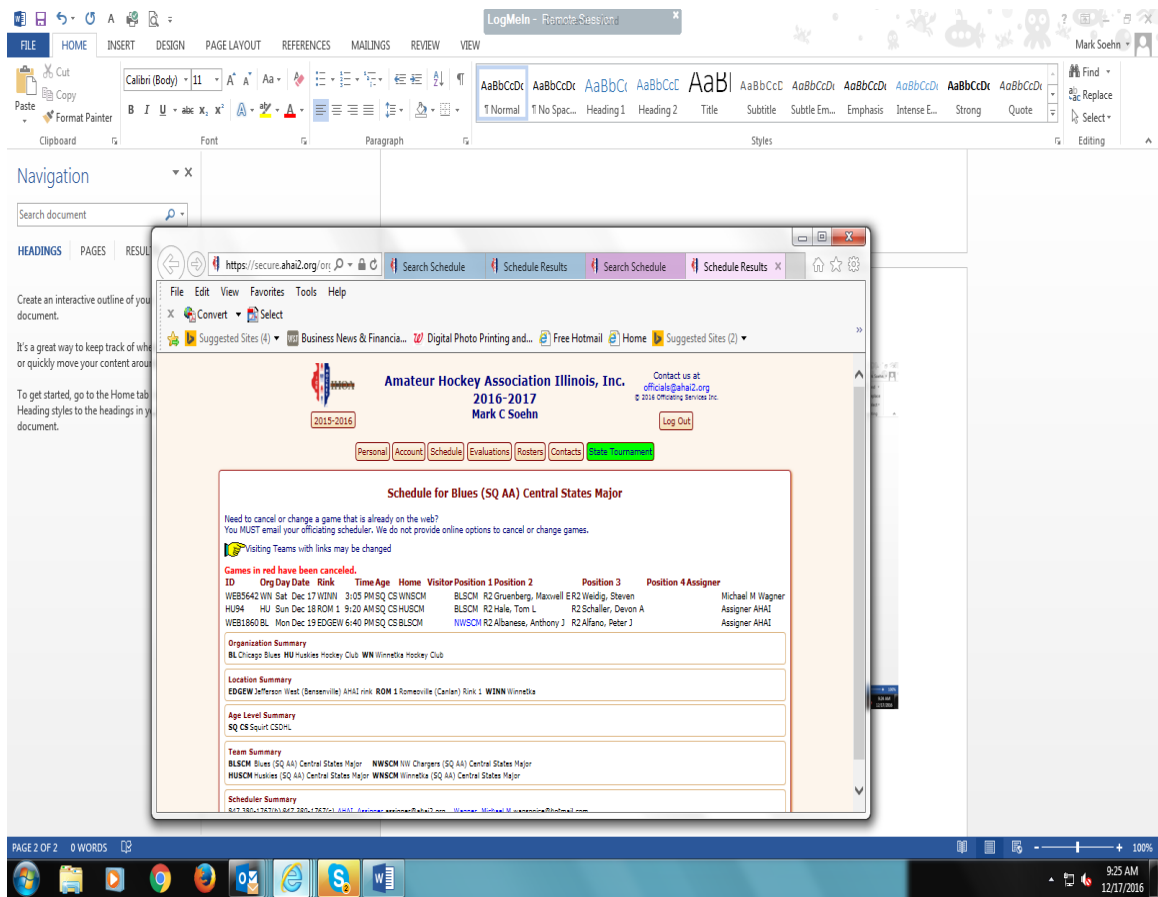 LogMeIn - Remote Session x
? Mark Soehn
FILE HOME INSERT DESIGN PAGE LAYOUT REFERENCES MAILINGS REVIEW VIEW
Cut
Copy
Format Painter
Paste
Calibri (Body) 11 A A Aa
B I U abc X₂ X² A ab A
AaBbCcDc AaBbCcDc AaBbC( AaBbCcD AaB| AaBbCcD AaBbCcDc AaBbCcDc AaBbCcDc AaBbCcDc AaBbCcDc
¶ Normal ¶ No Spac... Heading 1 Heading 2 Title Subtitle Subtle Em... Emphasis Intense E... Strong Quote
Find
Replace
Select
Clipboard Font Paragraph Styles Editing
Navigation
Search document
HEADINGS PAGES RESUL
Create an interactive outline of you
document.
It's a great way to keep track of whe
or quickly move your content arour
To get started, go to the Home tab
Heading styles to the headings in y
document.
https://secure.ahai2.org/org Search Schedule Schedule Results Search Schedule Schedule Results x
File Edit View Favorites Tools Help
x Convert Select
Suggested Sites (4) Business News & Financia... Digital Photo Printing and... Free Hotmail Home Suggested Sites (2) »
Amateur Hockey Association Illinois, Inc.
2016-2017
Mark C Soehn
Contact us at
officials@ahai2.org
© 2016 Officiating Services Inc.
2015-2016 Log Out
Personal Account Schedule Evaluations Rosters Contacts State Tournament
Schedule for Blues (SQ AA) Central States Major
Need to cancel or change a game that is already on the web?
You MUST email your officiating scheduler. We do not provide online options to cancel or change games.
Visiting Teams with links may be changed
Games in red have been canceled.
ID Org Day Date Rink Time Age Home Visitor Position 1 Position 2 Position 3 Position 4 Assigner
WEB5642 WN Sat Dec 17 WINN 3:05 PM SQ CS WNSCM BLSCM R2 Gruenberg, Maxwell E R2 Weidig, Steven Michael M Wagner
HU94 HU Sun Dec 18 ROM 1 9:20 AM SQ CS HUSCM BLSCM R2 Hale, Tom L R2 Schaller, Devon A Assigner AHAI
WEB1860 BL Mon Dec 19 EDGEW 6:40 PM SQ CS BLSCM NWSCM R2 Albanese, Anthony J R2 Alfano, Peter J Assigner AHAI
Organization Summary
BL Chicago Blues HU Huskies Hockey Club WN Winnetka Hockey Club
Location Summary
EDGEW Jefferson West (Bensenville) AHAI rink ROM 1 Romeoville (Canlan) Rink 1 WINN Winnetka
Age Level Summary
SQ CS Squirt CSDHL
Team Summary
BLSCM Blues (SQ AA) Central States Major NWSCM NW Chargers (SQ AA) Central States Major
HUSCM Huskies (SQ AA) Central States Major WNSCM Winnetka (SQ AA) Central States Major
Scheduler Summary
PAGE 2 OF 2 0 WORDS 100%
9:25 AM
12/17/2016